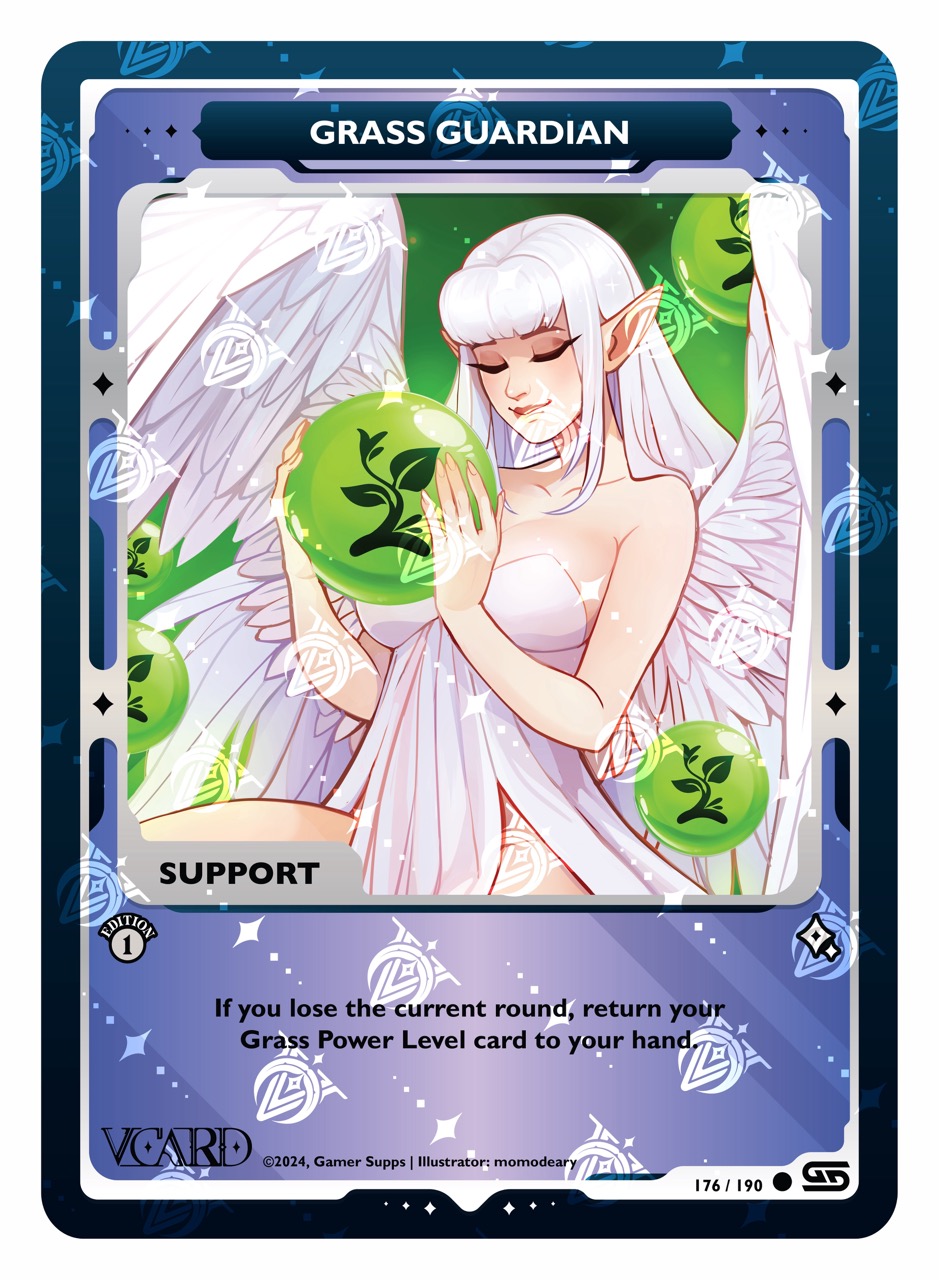 GRASS GUARDIAN
SUPPORT
EDITION
1
If you lose the current round, return your
Grass Power Level card to your hand.
VCARD
©2024, Gamer Supps | Illustrator: momodeary
176 / 190
GS